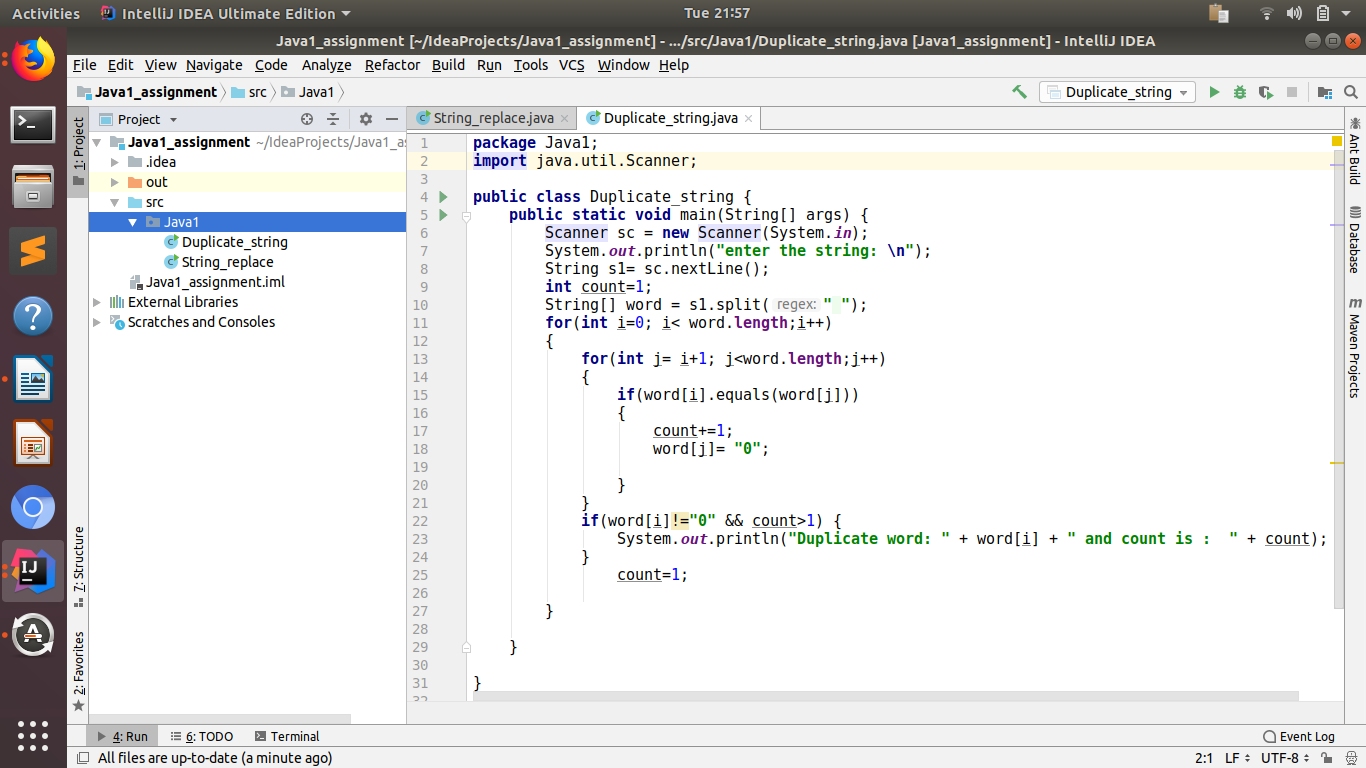 Activities
IntelliJ IDEA Ultimate Edition
Tue 21:57
Java1_assignment [~/IdeaProjects/Java1_assignment] - .../src/Java1/Duplicate_string.java [Java1_assignment] - IntelliJ IDEA
File Edit View Navigate Code Analyze Refactor Build Run Tools VCS Window Help
Java1_assignment src Java1
Duplicate_string
1: Project
7: Structure
2: Favorites
Project
Java1_assignment ~/IdeaProjects/Java1_as
.idea
out
src
Java1
Duplicate_string
String_replace
Java1_assignment.iml
External Libraries
Scratches and Consoles
String_replace.java
Duplicate_string.java
1 package Java1;
2 import java.util.Scanner;
3
4 public class Duplicate_string {
5 public static void main(String[] args) {
6 Scanner sc = new Scanner(System.in);
7 System.out.println("enter the string: \n");
8 String s1= sc.nextLine();
9 int count=1;
10 String[] word = s1.split( regex: " ");
11 for(int i=0; i< word.length;i++)
12 {
13 for(int j= i+1; j<word.length;j++)
14 {
15 if(word[i].equals(word[j]))
16 {
17 count+=1;
18 word[j]= "0";
19
20 }
21 }
22 if(word[i]!="0" && count>1) {
23 System.out.println("Duplicate word: " + word[i] + " and count is :  " + count);
24 }
25 count=1;
26
27 }
28
29 }
30
31 }
32
Ant Build
Database
m Maven Projects
4: Run
6: TODO
Terminal
Event Log
All files are up-to-date (a minute ago)
2:1 LF UTF-8